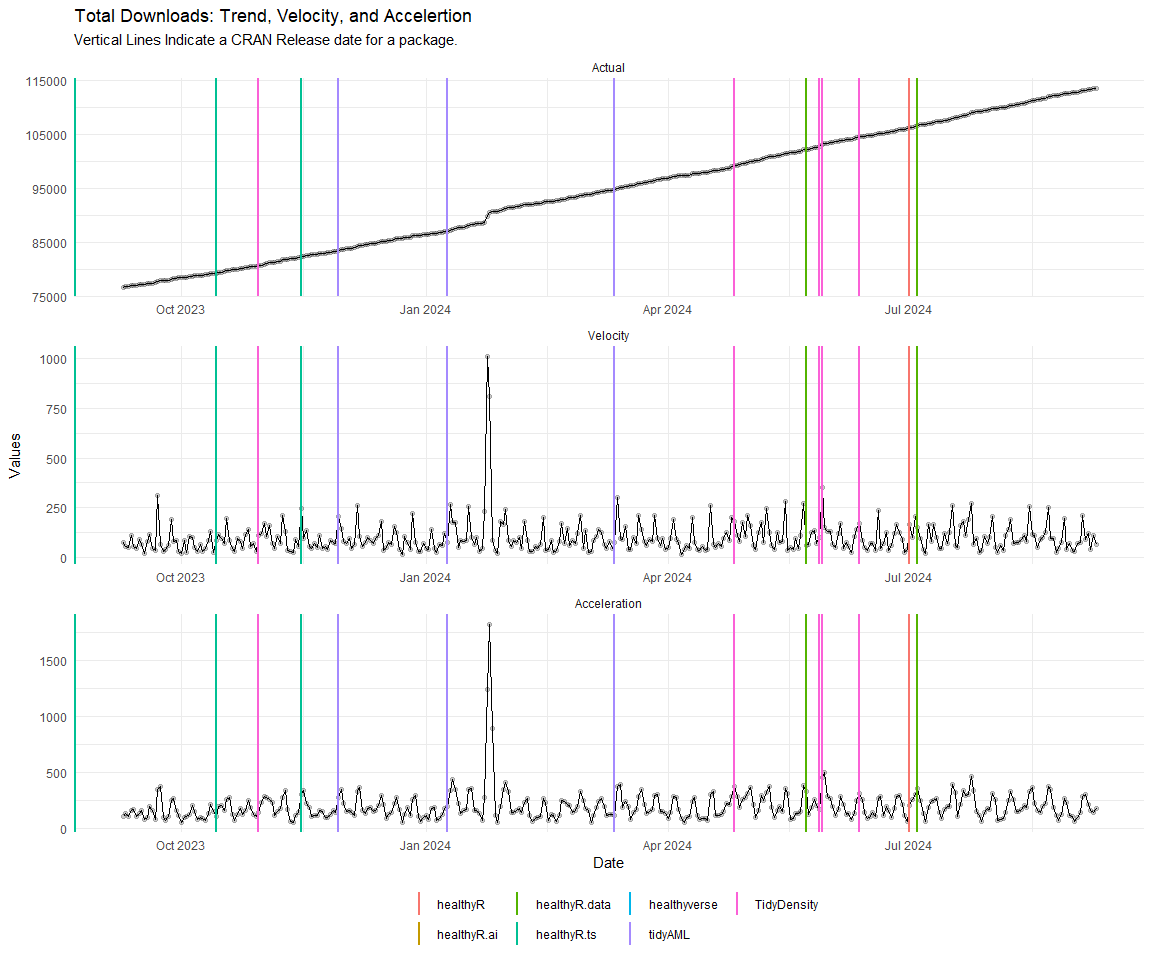 Total Downloads: Trend, Velocity, and Accelertion
Vertical Lines Indicate a CRAN Release date for a package.
Actual
115000
105000
95000
85000
75000
Oct 2023 Jan 2024 Apr 2024 Jul 2024
Velocity
1000
750
500
250
0
Oct 2023 Jan 2024 Apr 2024 Jul 2024
Values
Acceleration
1500
1000
500
0
Oct 2023 Jan 2024 Apr 2024 Jul 2024
Date
healthyR healthyR.data healthyverse TidyDensity
healthyR.ai healthyR.ts tidyAML